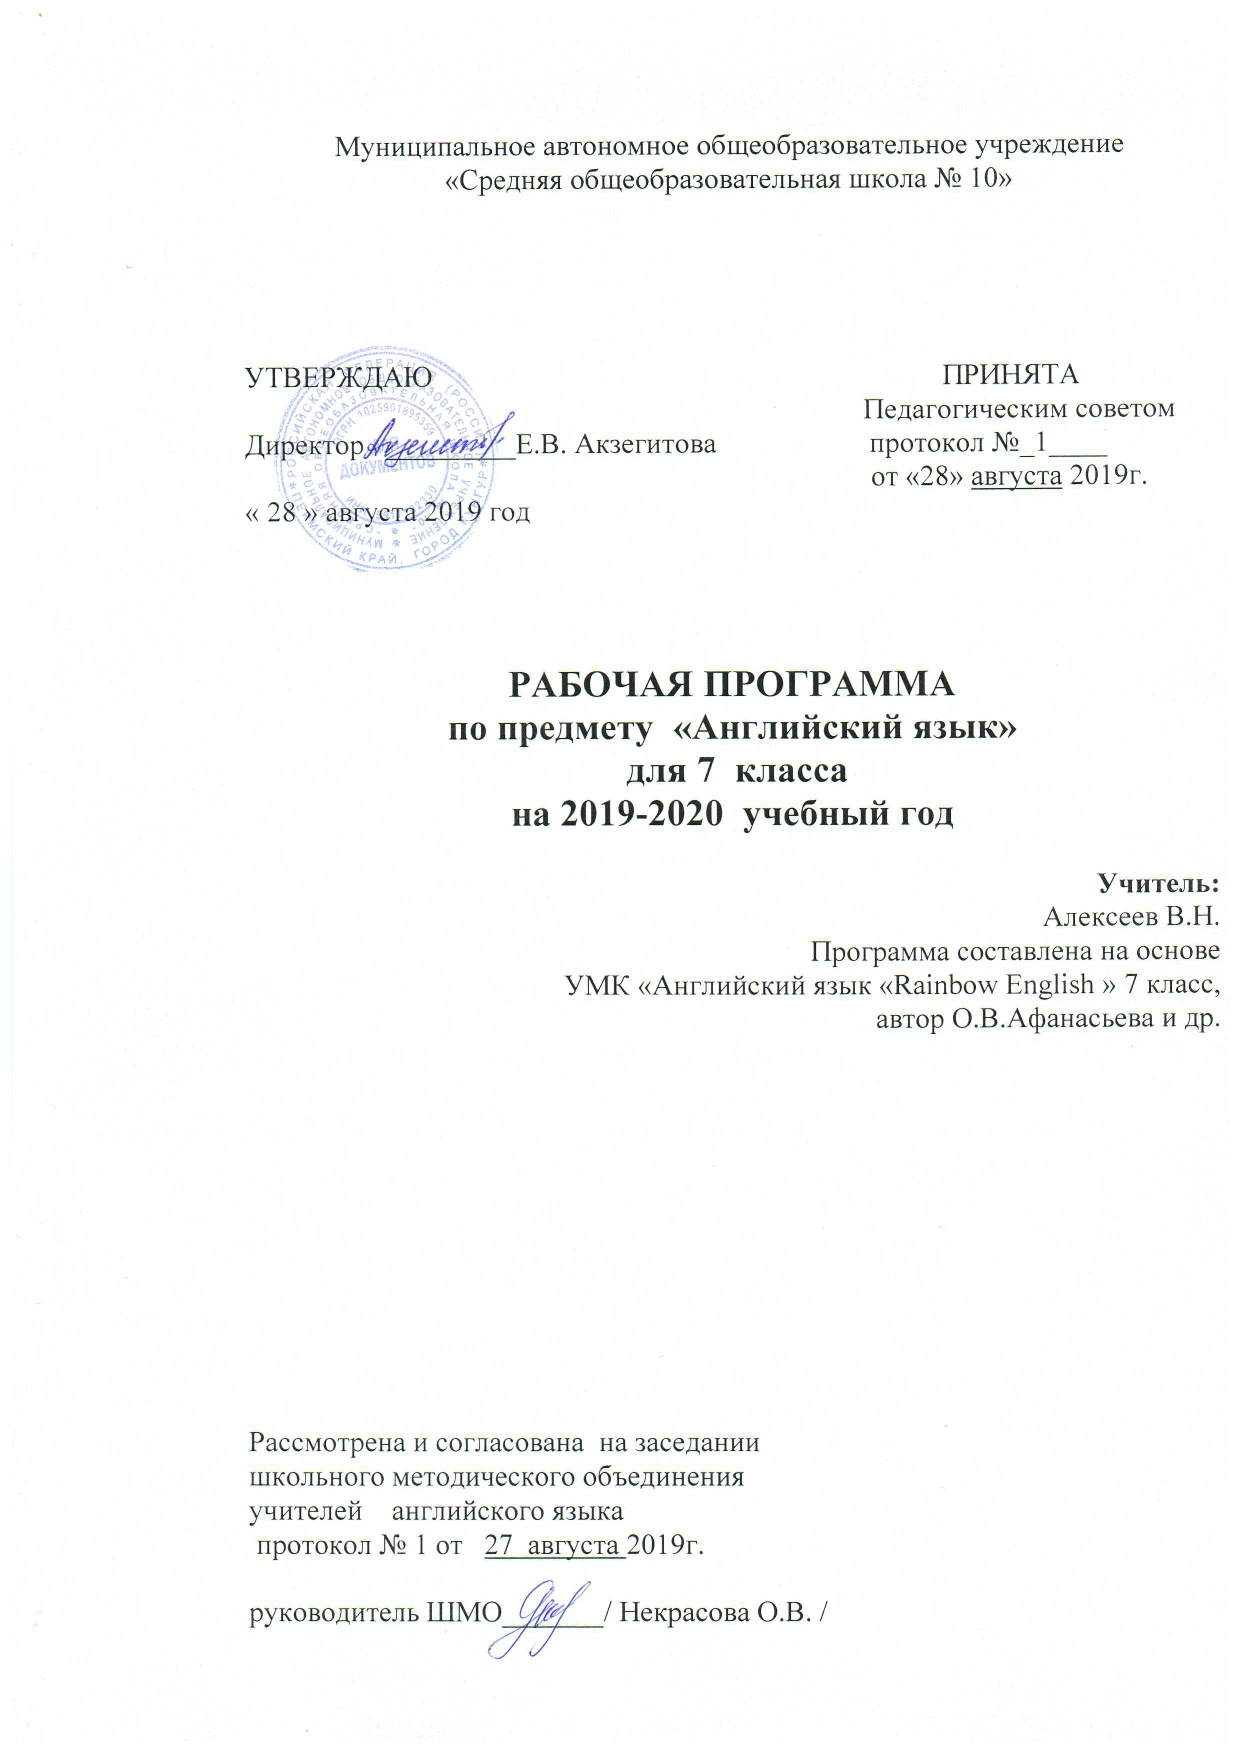 Муниципальное автономное общеобразовательное учреждение
«Средняя общеобразовательная школа № 10»
УТВЕРЖДАЮ
Директор__________Е.В. Акзегитова
« 28 » августа 2019 год
ДОКУМЕНТОВ
ПРИНЯТА
Педагогическим советом
протокол №_1____
от «28» августа 2019г.
РАБОЧАЯ ПРОГРАММА
по предмету «Английский язык»
для 7 класса
на 2019-2020 учебный год
Учитель:
Алексеев В.Н.
Программа составлена на основе
УМК «Английский язык «Rainbow English » 7 класс,
автор О.В.Афанасьева и др.
Рассмотрена и согласована на заседании
школьного методического объединения
учителей английского языка
протокол № 1 от 27 августа 2019г.
руководитель ШМО_______/ Некрасова О.В. /